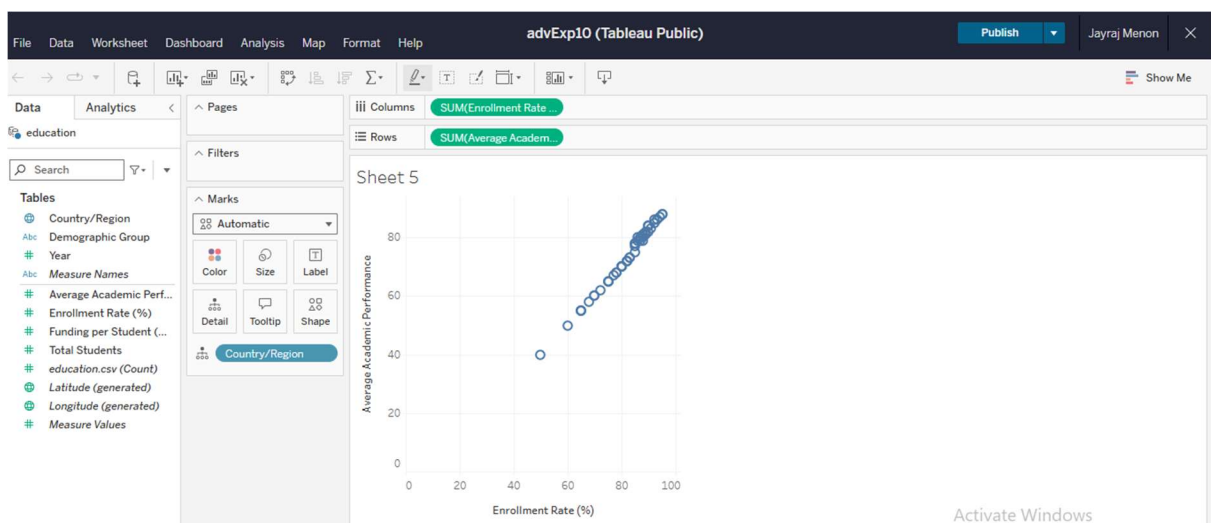 advExp10 (Tableau Public)
Publish
Jayraj Menon
File Data Worksheet Dashboard Analysis Map Format Help
Show Me
Data Analytics
education
Search
Tables
Country/Region
Abc Demographic Group
# Year
Abc Measure Names
# Average Academic Perf...
# Enrollment Rate (%)
# Funding per Student (...
# Total Students
# education.csv (Count)
Latitude (generated)
Longitude (generated)
# Measure Values
Pages
Filters
Marks
Automatic
Color Size Label
Detail Tooltip Shape
Country/Region
Columns SUM(Enrollment Rate ...
Rows SUM(Average Academ...
Sheet 5
Average Academic Performance
80
60
40
20
0
0 20 40 60 80 100
Enrollment Rate (%)
Activate Windows